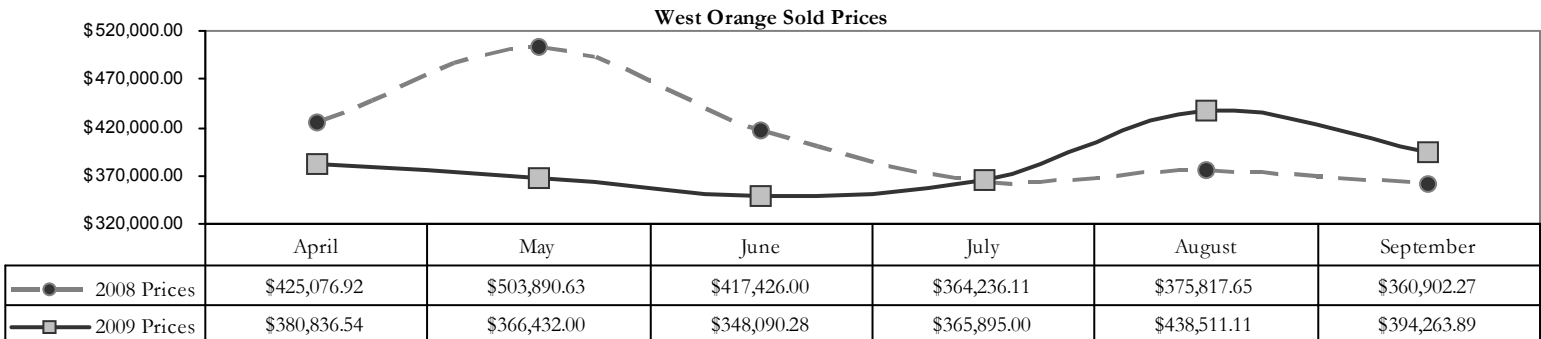 West Orange Sold Prices
$520,000.00
$470,000.00
$420,000.00
$370,000.00
$320,000.00
April May June July August September
2008 Prices $425,076.92 $503,890.63 $417,426.00 $364,236.11 $375,817.65 $360,902.27
2009 Prices $380,836.54 $366,432.00 $348,090.28 $365,895.00 $438,511.11 $394,263.89